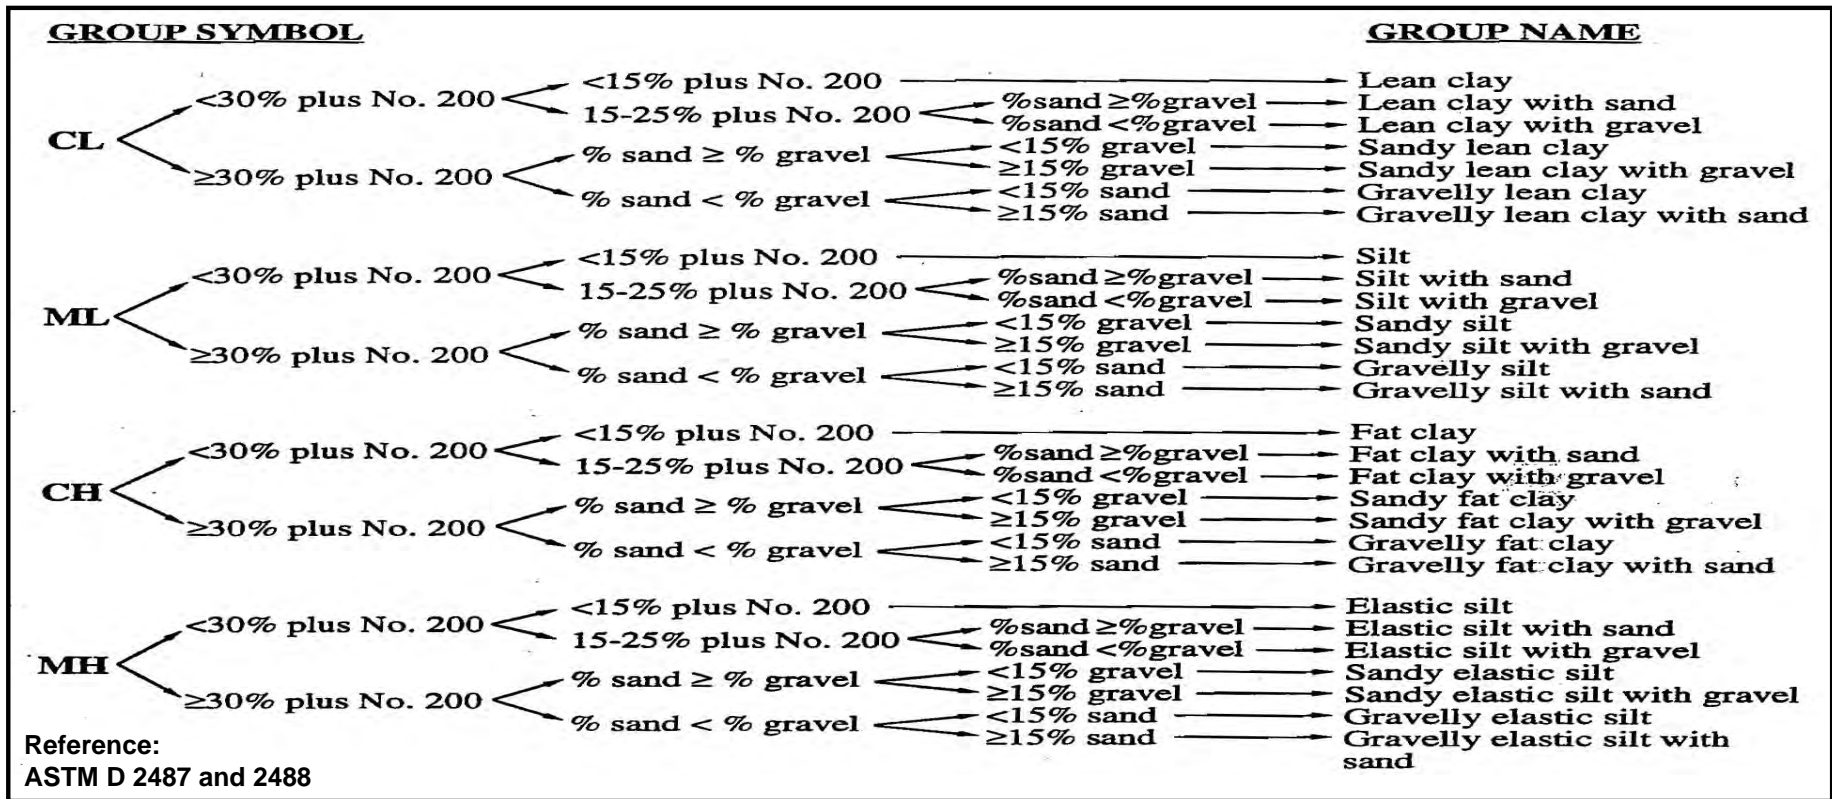 GROUP SYMBOL GROUP NAME
<15% plus No. 200 Lean clay
<30% plus No. 200
15-25% plus No. 200 %sand ≥%gravel Lean clay with sand
%sand <%gravel Lean clay with gravel
CL
% sand ≥ % gravel <15% gravel Sandy lean clay
≥15% gravel Sandy lean clay with gravel
≥30% plus No. 200
% sand < % gravel <15% sand Gravelly lean clay
≥15% sand Gravelly lean clay with sand
<15% plus No. 200 Silt
<30% plus No. 200
15-25% plus No. 200 %sand ≥%gravel Silt with sand
%sand <%gravel Silt with gravel
ML
% sand ≥ % gravel <15% gravel Sandy silt
≥15% gravel Sandy silt with gravel
≥30% plus No. 200
% sand < % gravel <15% sand Gravelly silt
≥15% sand Gravelly silt with sand
<15% plus No. 200 Fat clay
<30% plus No. 200
15-25% plus No. 200 %sand ≥%gravel Fat clay with sand
%sand <%gravel Fat clay with gravel
CH
% sand ≥ % gravel <15% gravel Sandy fat clay
≥15% gravel Sandy fat clay with gravel
≥30% plus No. 200
% sand < % gravel <15% sand Gravelly fat clay
≥15% sand Gravelly fat clay with sand
<15% plus No. 200 Elastic silt
<30% plus No. 200
15-25% plus No. 200 %sand ≥%gravel Elastic silt with sand
%sand <%gravel Elastic silt with gravel
MH
% sand ≥ % gravel <15% gravel Sandy elastic silt
≥15% gravel Sandy elastic silt with gravel
≥30% plus No. 200
% sand < % gravel <15% sand Gravelly elastic silt
≥15% sand Gravelly elastic silt with
sand
Reference:
ASTM D 2487 and 2488